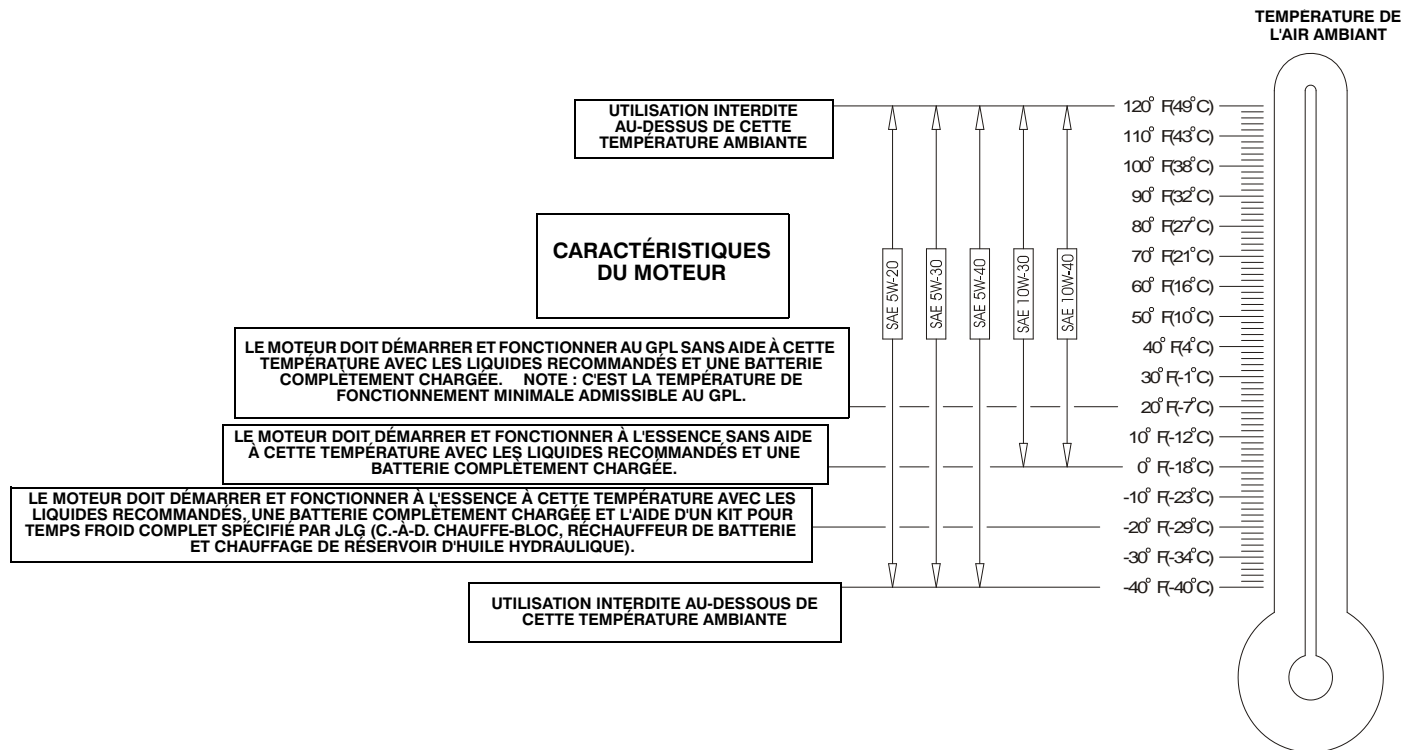 TEMPÉRATURE DE
L'AIR AMBIANT
UTILISATION INTERDITE
AU-DESSUS DE CETTE
TEMPÉRATURE AMBIANTE
120° F(49°C)
110° F(43°C)
100° F(38°C)
90° F(32°C)
80° F(27°C)
70° F(21°C)
60° F(16°C)
50° F(10°C)
40° F(4°C)
30° F(-1°C)
20° F(-7°C)
10° F(-12°C)
0° F(-18°C)
-10° F(-23°C)
-20° F(-29°C)
-30° F(-34°C)
-40° F(-40°C)
CARACTÉRISTIQUES
DU MOTEUR
SAE 5W-20
SAE 5W-30
SAE 5W-40
SAE 10W-30
SAE 10W-40
LE MOTEUR DOIT DÉMARRER ET FONCTIONNER AU GPL SANS AIDE À CETTE
TEMPÉRATURE AVEC LES LIQUIDES RECOMMANDÉS ET UNE BATTERIE
COMPLÈTEMENT CHARGÉE. NOTE : C'EST LA TEMPÉRATURE DE
FONCTIONNEMENT MINIMALE ADMISSIBLE AU GPL.
LE MOTEUR DOIT DÉMARRER ET FONCTIONNER À L'ESSENCE SANS AIDE
À CETTE TEMPÉRATURE AVEC LES LIQUIDES RECOMMANDÉS ET UNE
BATTERIE COMPLÈTEMENT CHARGÉE.
LE MOTEUR DOIT DÉMARRER ET FONCTIONNER À L'ESSENCE À CETTE TEMPÉRATURE AVEC LES
LIQUIDES RECOMMANDÉS, UNE BATTERIE COMPLÈTEMENT CHARGÉE ET L'AIDE D'UN KIT POUR
TEMPS FROID COMPLET SPÉCIFIÉ PAR JLG (C.-À-D. CHAUFFE-BLOC, RÉCHAUFFEUR DE BATTERIE
ET CHAUFFAGE DE RÉSERVOIR D'HUILE HYDRAULIQUE).
UTILISATION INTERDITE AU-DESSOUS DE
CETTE TEMPÉRATURE AMBIANTE